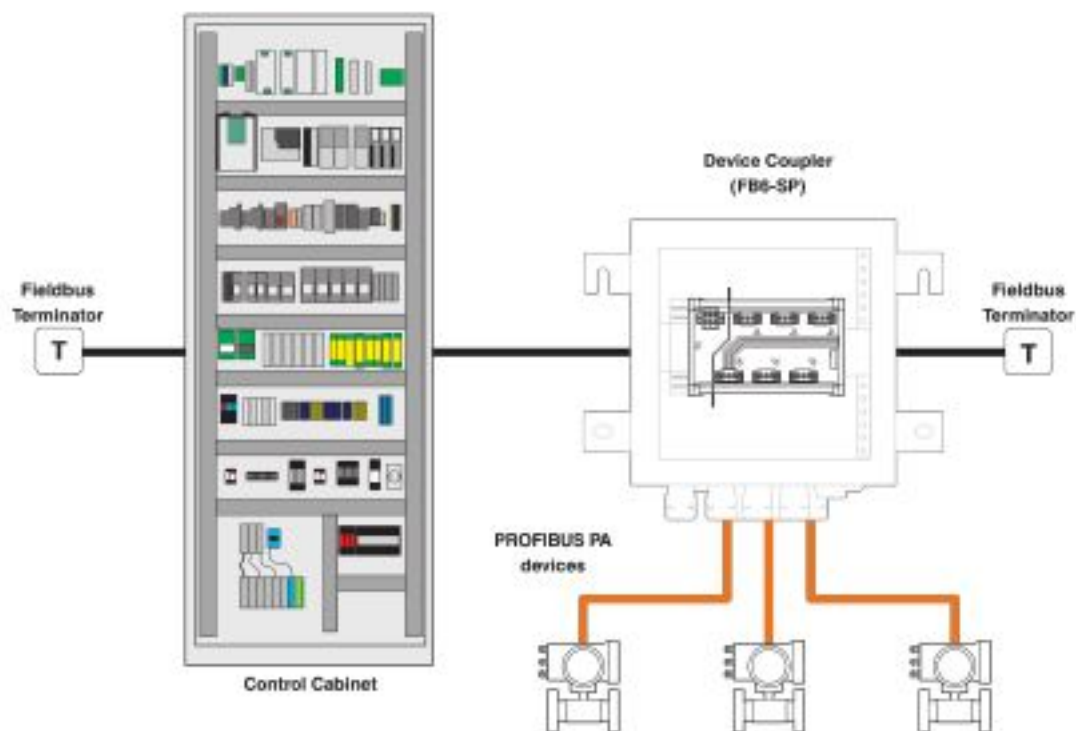 Device Coupler
(FB6-SP)
Fieldbus
Terminator
T
Fieldbus
Terminator
T
PROFIBUS PA
devices
Control Cabinet